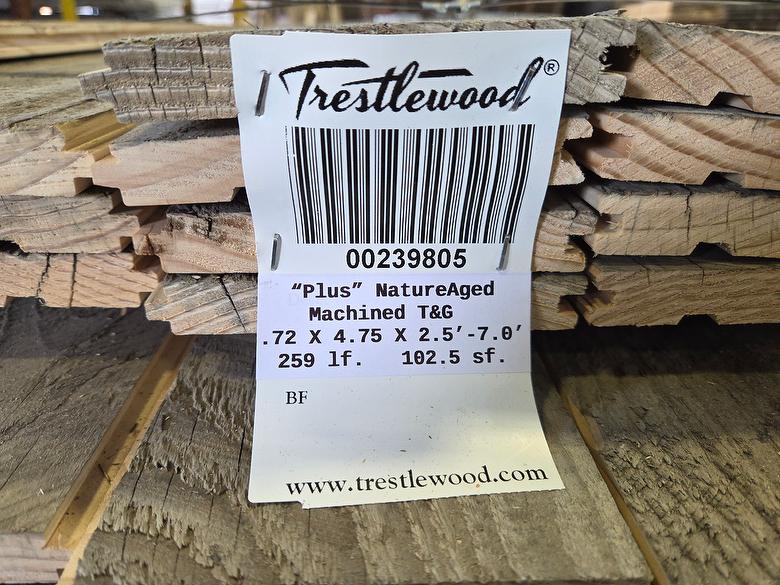 Trestlewood®
00239805
“Plus” NatureAged
Machined T&G
.72 X 4.75 X 2.5’-7.0’
259 lf. 102.5 sf.
BF
www.trestlewood.com